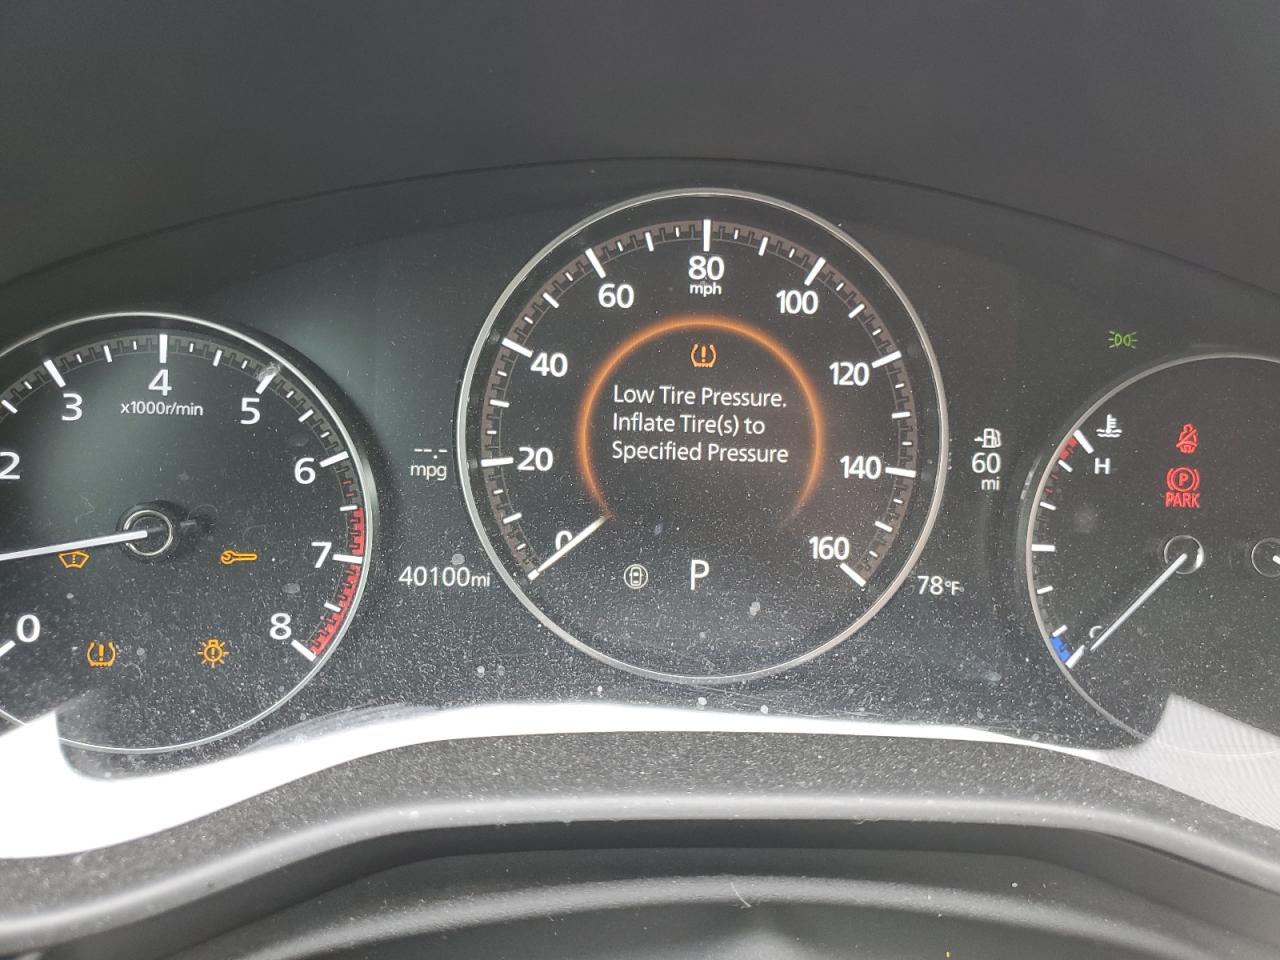 80
mph
60
100
40
120
20
140
0
160
Low Tire Pressure.
Inflate Tire(s) to
Specified Pressure
P
4
x1000r/min
3
5
2
6
7
0
8
--.-
mpg
40100mi
60
mi
78°F
H
C
P
PARK